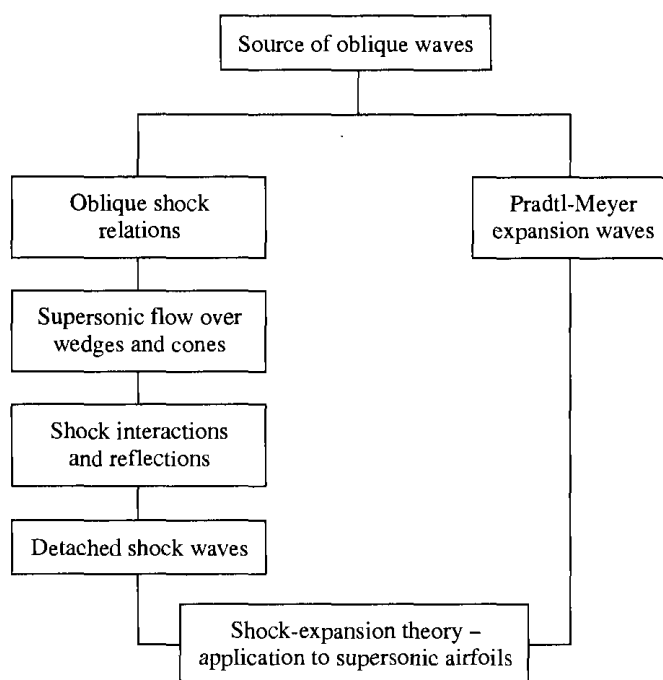 Source of oblique waves
Oblique shock
relations
Pradtl-Meyer
expansion waves
Supersonic flow over
wedges and cones
Shock interactions
and reflections
Detached shock waves
Shock-expansion theory –
application to supersonic airfoils